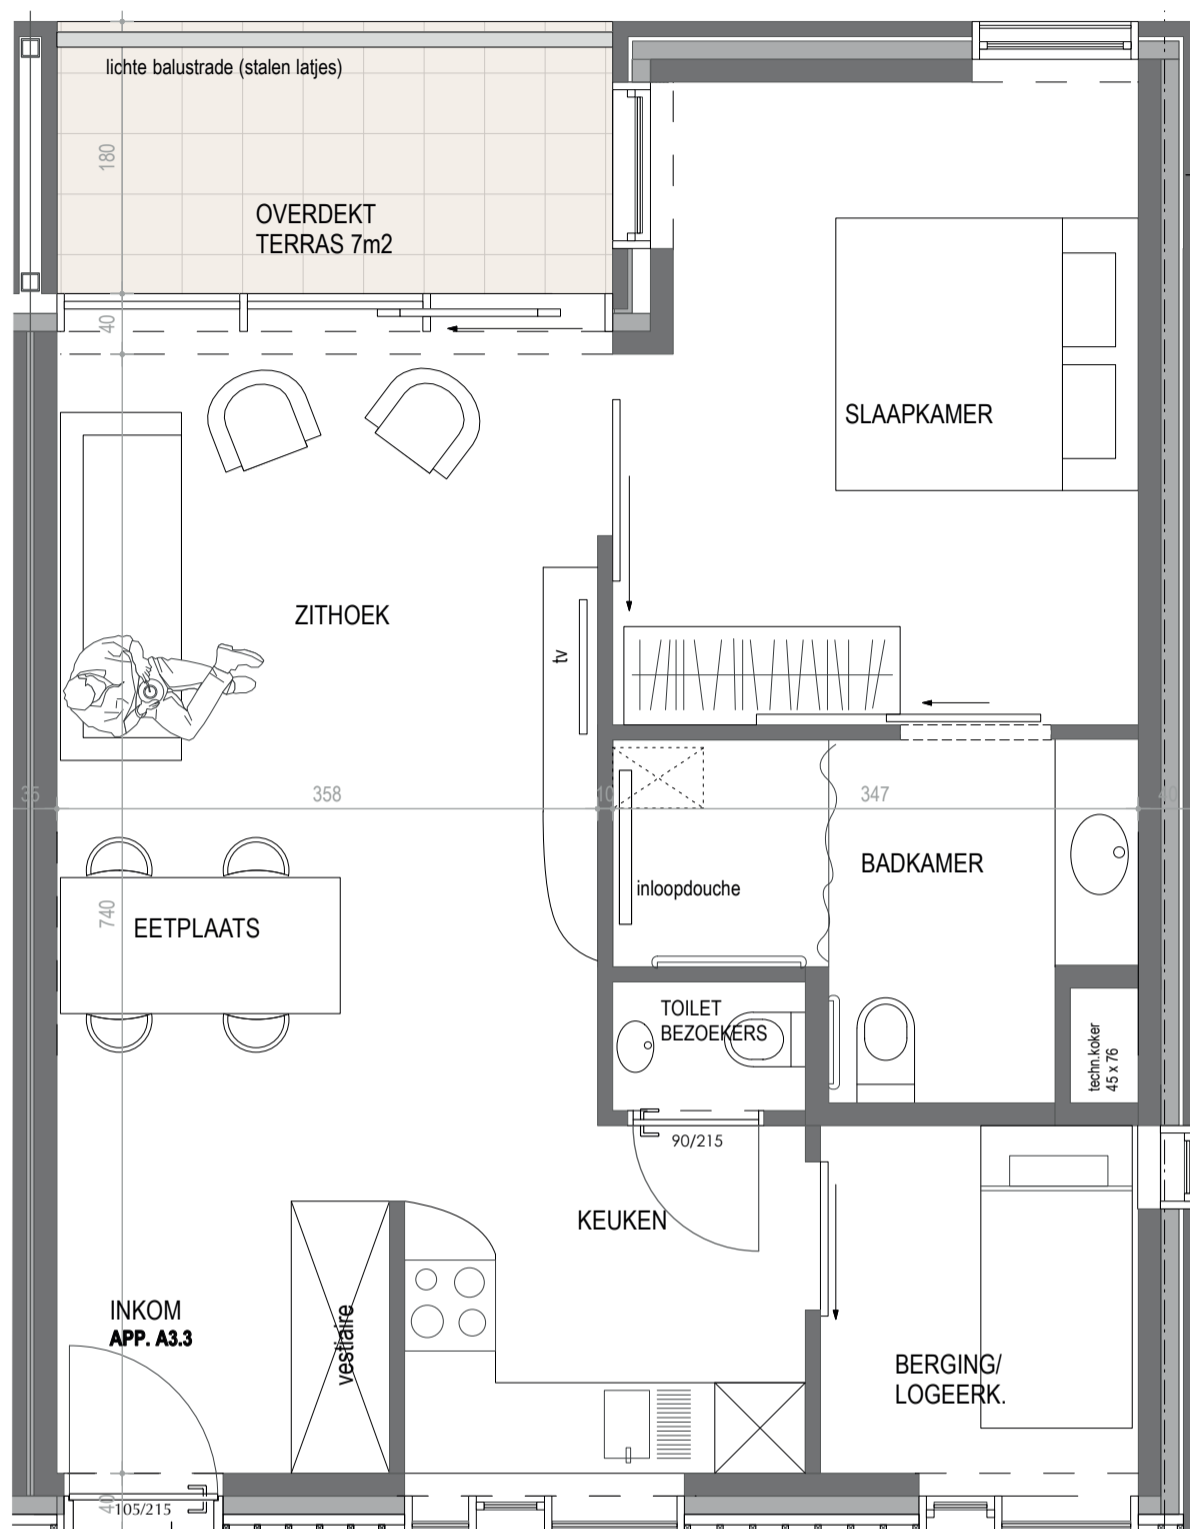 lichte balustrade (stalen latjes)
180
OVERDEKT
TERRAS 7m2
40
SLAAPKAMER
ZITHOEK
tv
35
358
10
347
40
BADKAMER
inloopdouche
740
EETPLAATS
TOILET
BEZOEKERS
techn.koker
45 x 76
90/215
KEUKEN
INKOM
APP. A3.3
vestiaire
BERGING/
LOGEERK.
40
105/215